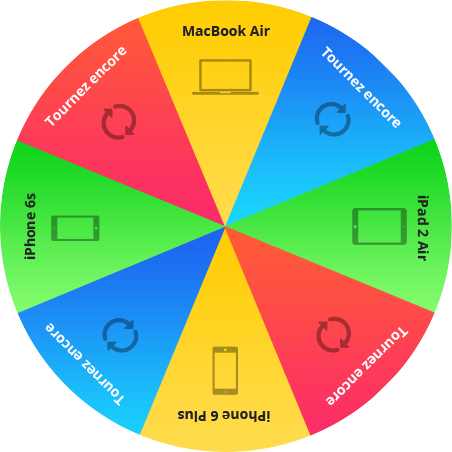 MacBook Air
Tournez encore
iPad 2 Air
Tournez encore
iPhone 6 Plus
Tournez encore
iPhone 6s
Tournez encore